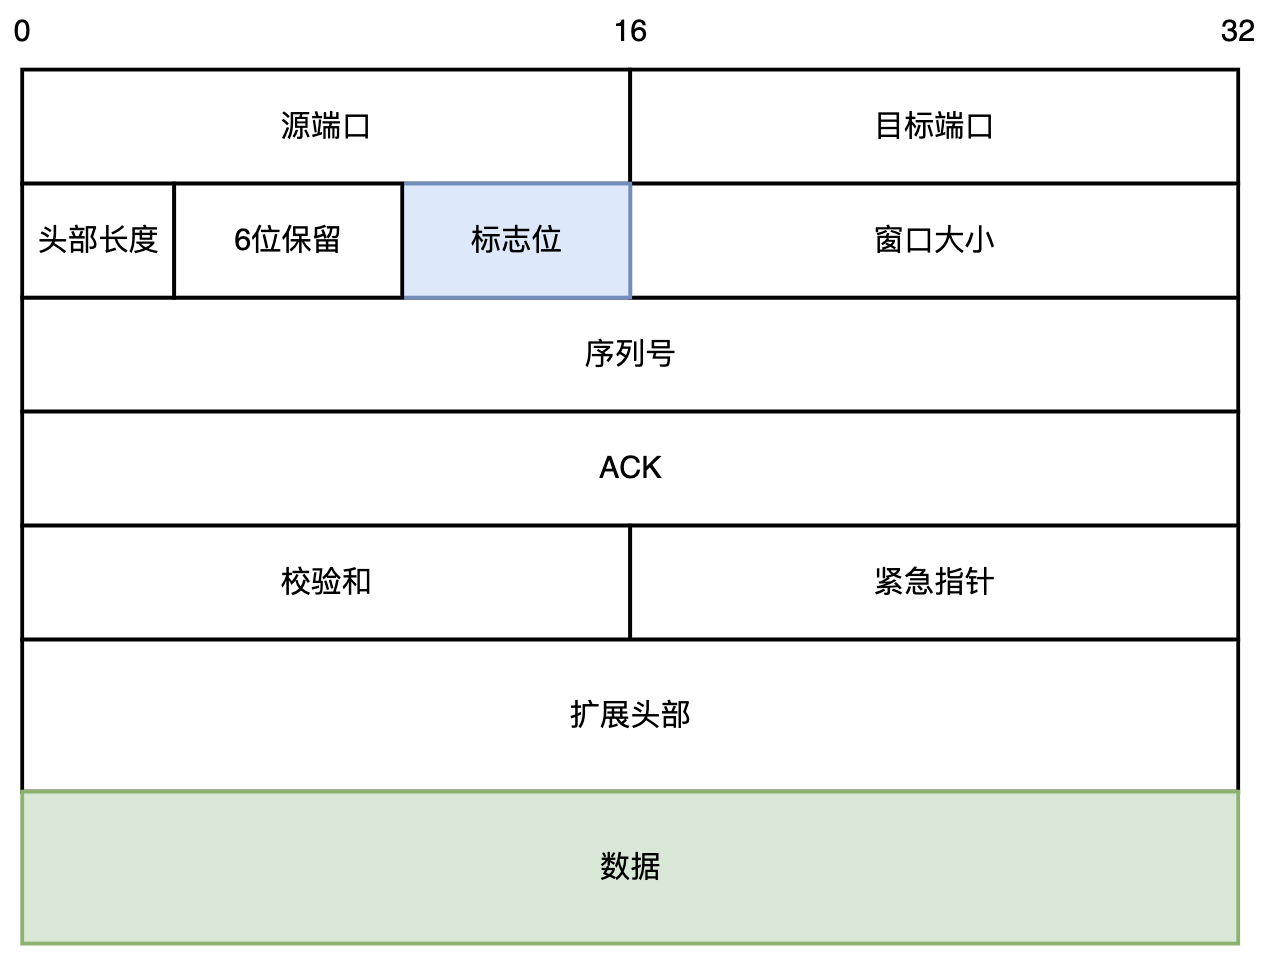 0 16 32
源端口 目标端口
头部长度 6位保留 标志位 窗口大小
序列号
ACK
校验和 紧急指针
扩展头部
数据